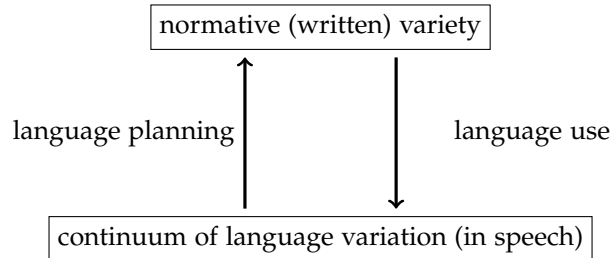 normative (written) variety
language planning
language use
continuum of language variation (in speech)